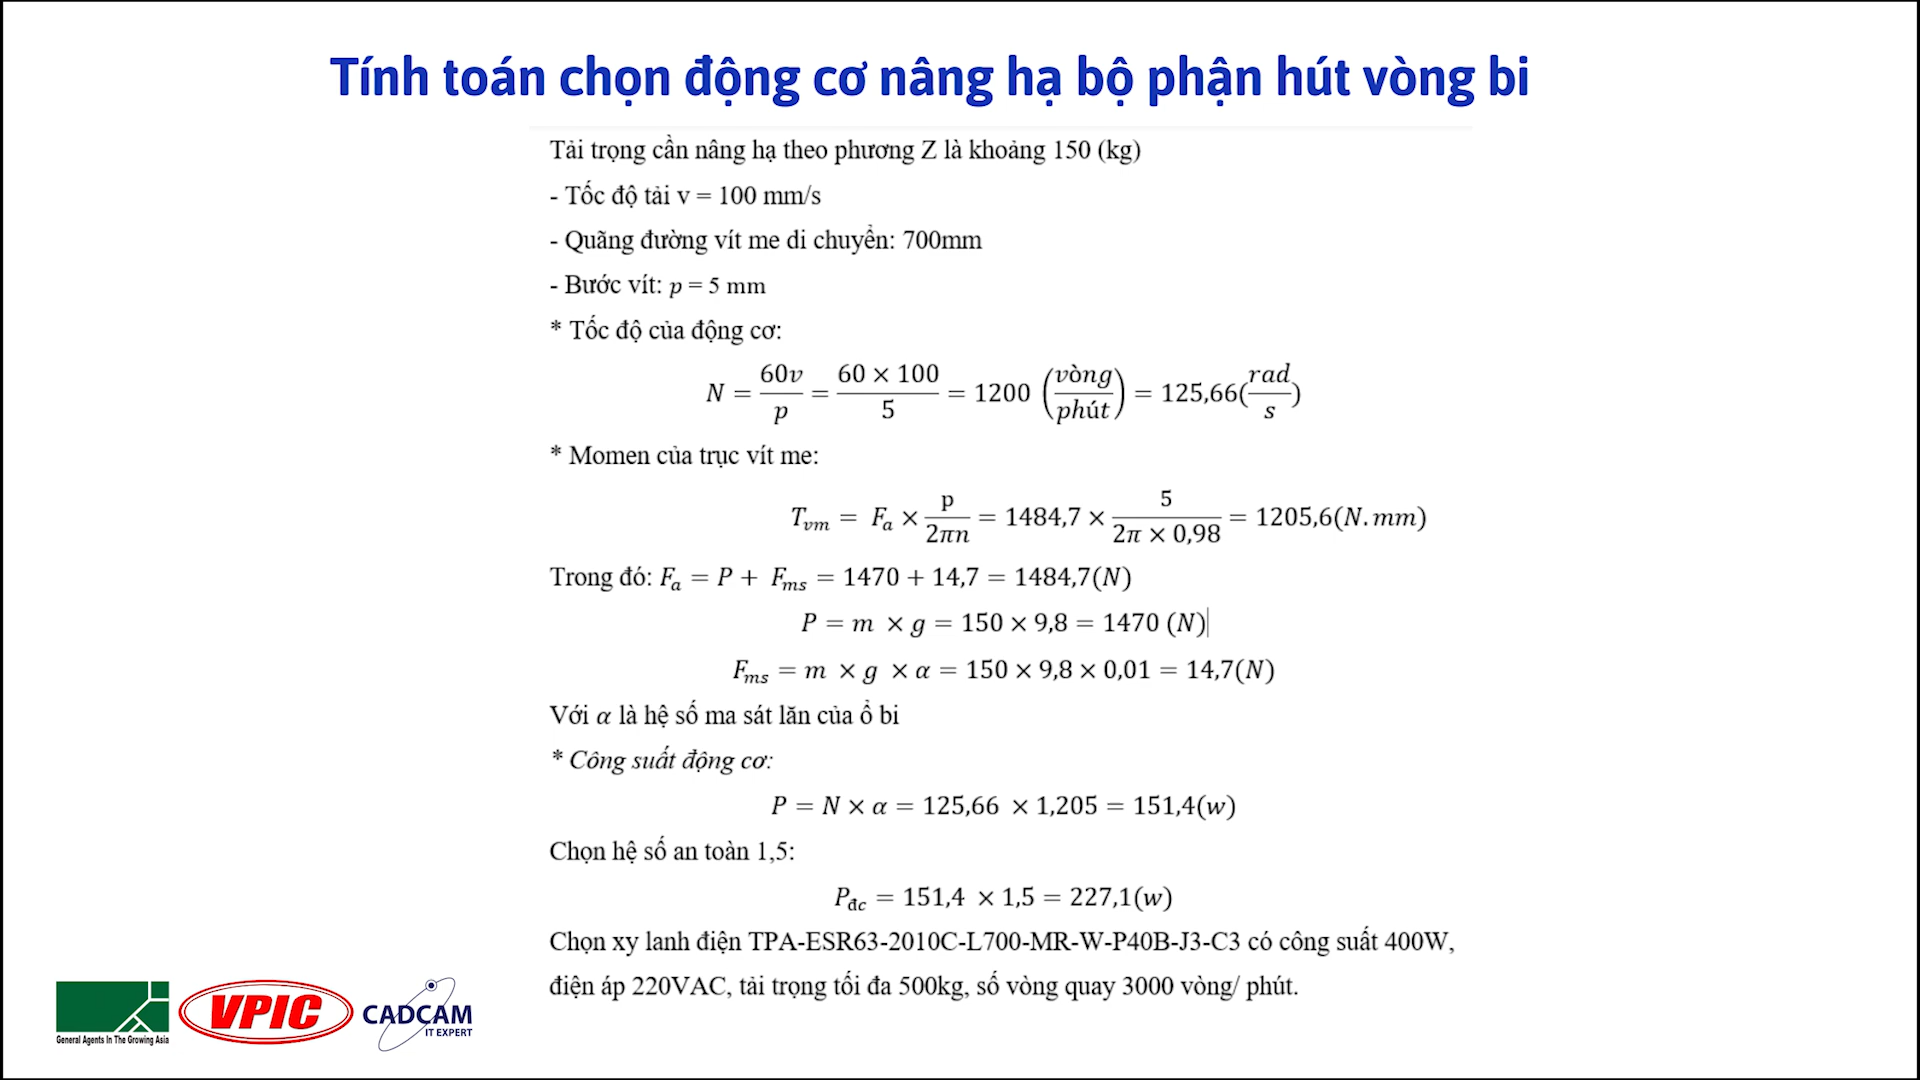 Tính toán chọn động cơ nâng hạ bộ phận hút vòng bi
Tải trọng cần nâng hạ theo phương Z là khoảng 150 (kg)
- Tốc độ tải v = 100 mm/s
- Quãng đường vít me di chuyển: 700mm
- Bước vít: p = 5 mm
* Tốc độ của động cơ:
N = 60v/p = (60 × 100)/5 = 1200 (vòng/phút) = 125,66(rad/s)
* Momen của trục vít me:
T_vm = F_a × p/(2πn) = 1484,7 × 5/(2π × 0,98) = 1205,6(N.mm)
Trong đó: F_a = P + F_ms = 1470 + 14,7 = 1484,7(N)
P = m × g = 150 × 9,8 = 1470 (N)
F_ms = m × g × α = 150 × 9,8 × 0,01 = 14,7(N)
Với α là hệ số ma sát lăn của ổ bi
* Công suất động cơ:
P = N × α = 125,66 × 1,205 = 151,4(w)
Chọn hệ số an toàn 1,5:
P_đc = 151,4 × 1,5 = 227,1(w)
Chọn xy lanh điện TPA-ESR63-2010C-L700-MR-W-P40B-J3-C3 có công suất 400W,
điện áp 220VAC, tải trọng tối đa 500kg, số vòng quay 3000 vòng/ phút.
General Agents In The Growing Asia
VPIC
CADCAM
IT EXPERT